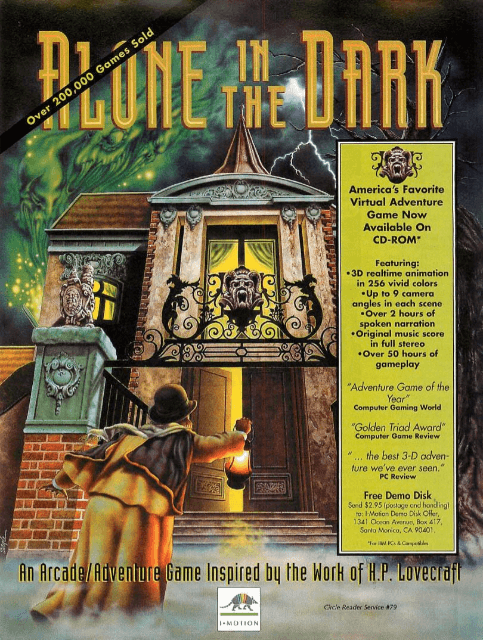 Over 200,000 Games Sold
ALONE IN THE DARK
America's Favorite
Virtual Adventure
Game Now
Available On
CD-ROM*
Featuring:
•3D realtime animation
in 256 vivid colors
•Up to 9 camera
angles in each scene
•Over 2 hours of
spoken narration
•Original music score
in full stereo
•Over 50 hours of
gameplay
"Adventure Game of the
Year"
Computer Gaming World
"Golden Triad Award"
Computer Game Review
" ... the best 3-D adven-
ture we've ever seen."
PC Review
Free Demo Disk
Send $2.95 (postage and handling)
to: I-Motion Demo Disk Offer,
1341 Ocean Avenue, Box 417,
Santa Monica, CA 90401.
*For IBM PCs & Compatibles
An Arcade/Adventure Game Inspired by the Work of H.P. Lovecraft
I•MOTION
Circle Reader Service #79